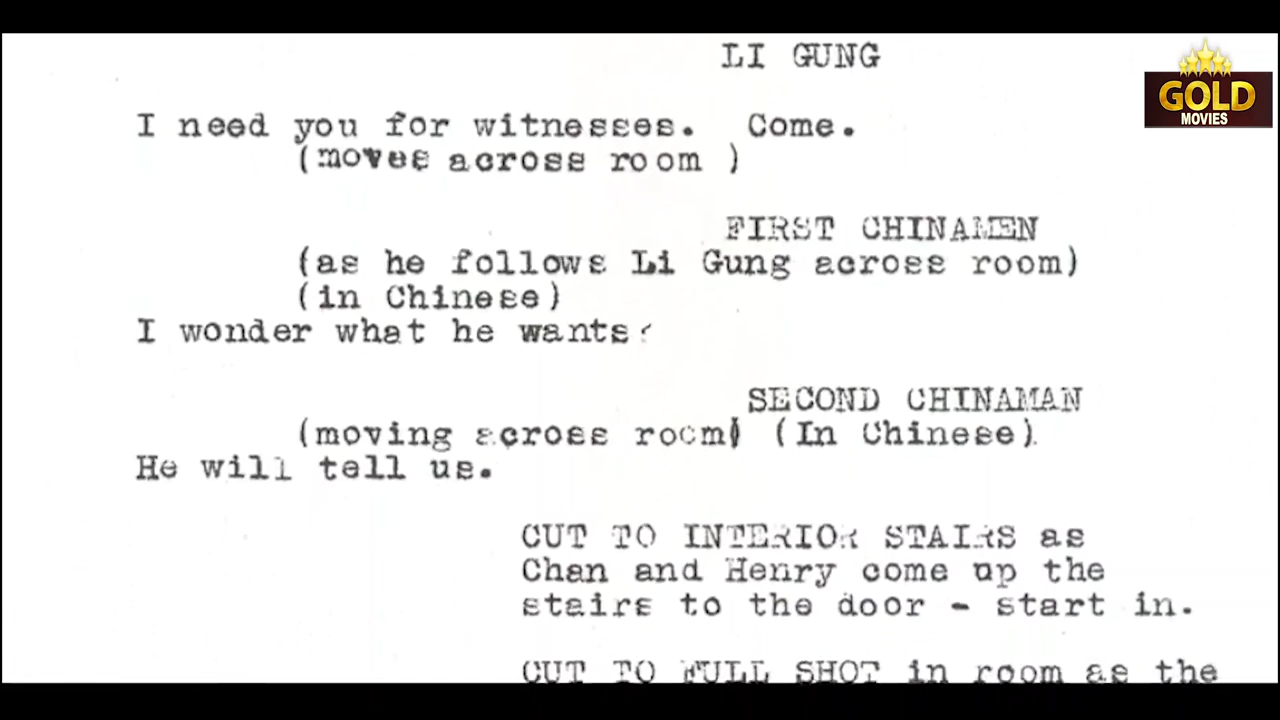 LI GUNG
GOLD
MOVIES
I need you for witnesses. Come.
(moves across room )
FIRST CHINAMEN
(as he follows Li Gung across room)
(in Chinese)
I wonder what he wants?
SECOND CHINAMAN
(moving across room) (In Chinese)
He will tell us.
CUT TO INTERIOR STAIRS as
Chan and Henry come up the
stairs to the door - start in.
CUT TO FULL SHOT in room as the